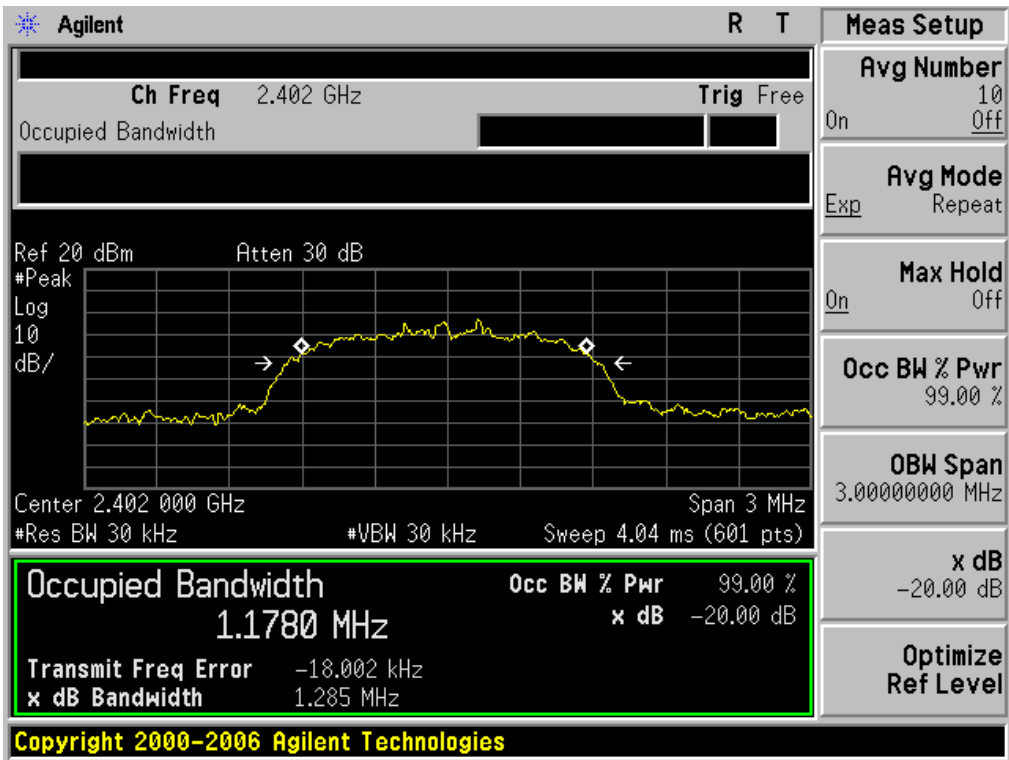 Agilent R T
Ch Freq 2.402 GHz Trig Free
Occupied Bandwidth
Ref 20 dBm Atten 30 dB
#Peak
Log
10
dB/
Center 2.402 000 GHz Span 3 MHz
#Res BW 30 kHz #VBW 30 kHz Sweep 4.04 ms (601 pts)
Occupied Bandwidth Occ BW % Pwr 99.00 %
1.1780 MHz x dB -20.00 dB
Transmit Freq Error -18.002 kHz
x dB Bandwidth 1.285 MHz
Copyright 2000-2006 Agilent Technologies
Meas Setup
Avg Number
10
On Off
Avg Mode
Exp Repeat
Max Hold
On Off
Occ BW % Pwr
99.00 %
OBW Span
3.00000000 MHz
x dB
-20.00 dB
Optimize
Ref Level